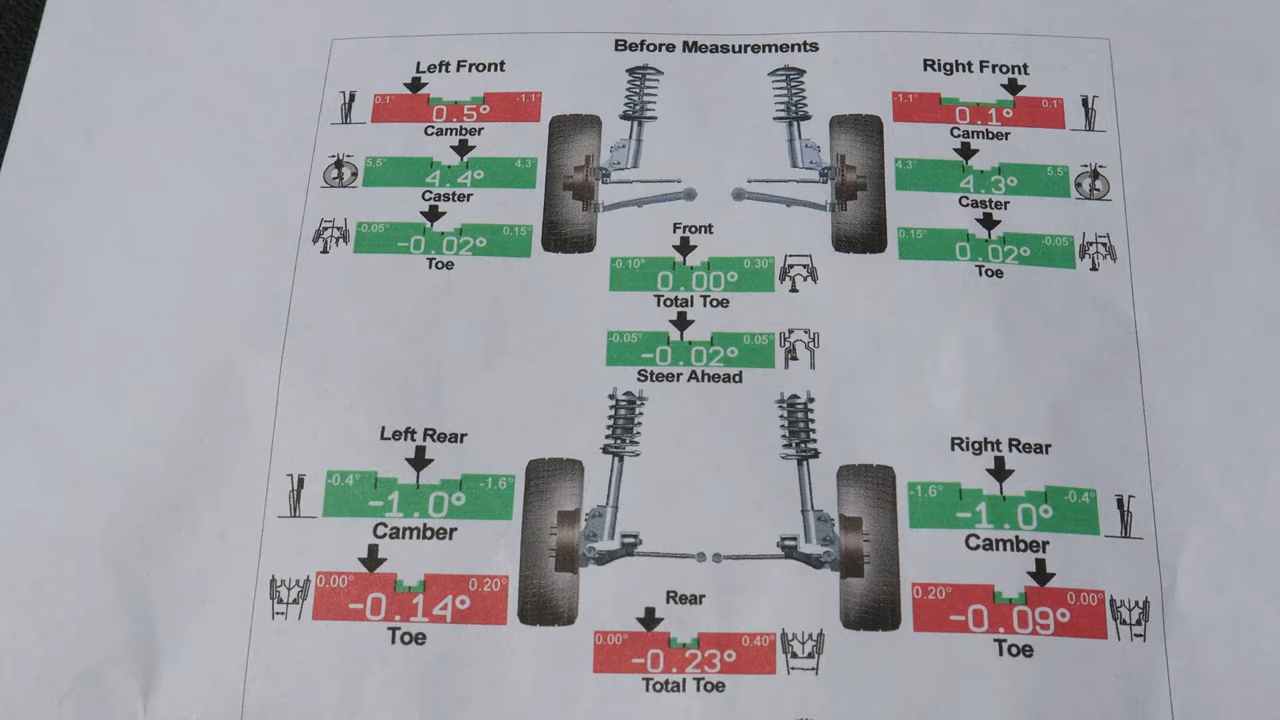 Before Measurements
Left Front
0.1° -1.1°
0.5°
Camber
5.5° 4.3°
4.4°
Caster
-0.05° 0.15°
-0.02°
Toe
Right Front
-1.1° 0.1°
0.1°
Camber
4.3° 5.5°
4.3°
Caster
0.15° -0.05°
0.02°
Toe
Front
-0.10° 0.30°
0.00°
Total Toe
-0.05° 0.05°
-0.02°
Steer Ahead
Left Rear
-0.4° -1.6°
-1.0°
Camber
0.00° 0.20°
-0.14°
Toe
Right Rear
-1.6° -0.4°
-1.0°
Camber
0.20° 0.00°
-0.09°
Toe
Rear
0.00° 0.40°
-0.23°
Total Toe